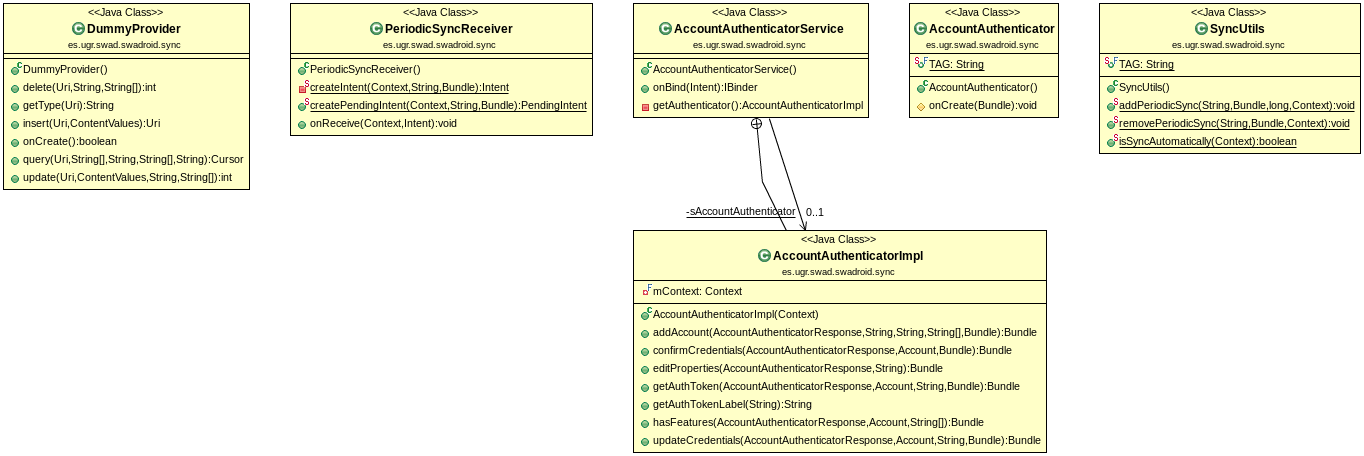 <<Java Class>>
DummyProvider
es.ugr.swad.swadroid.sync
DummyProvider()
delete(Uri,String,String[]):int
getType(Uri):String
insert(Uri,ContentValues):Uri
onCreate():boolean
query(Uri,String[],String,String[],String):Cursor
update(Uri,ContentValues,String,String[]):int
<<Java Class>>
PeriodicSyncReceiver
es.ugr.swad.swadroid.sync
PeriodicSyncReceiver()
createIntent(Context,String,Bundle):Intent
createPendingIntent(Context,String,Bundle):PendingIntent
onReceive(Context,Intent):void
<<Java Class>>
AccountAuthenticatorService
es.ugr.swad.swadroid.sync
AccountAuthenticatorService()
onBind(Intent):IBinder
getAuthenticator():AccountAuthenticatorImpl
<<Java Class>>
AccountAuthenticator
es.ugr.swad.swadroid.sync
TAG: String
AccountAuthenticator()
onCreate(Bundle):void
<<Java Class>>
SyncUtils
es.ugr.swad.swadroid.sync
TAG: String
SyncUtils()
addPeriodicSync(String,Bundle,long,Context):void
removePeriodicSync(String,Bundle,Context):void
isSyncAutomatically(Context):boolean
-sAccountAuthenticator 0..1
<<Java Class>>
AccountAuthenticatorImpl
es.ugr.swad.swadroid.sync
mContext: Context
AccountAuthenticatorImpl(Context)
addAccount(AccountAuthenticatorResponse,String,String,String[],Bundle):Bundle
confirmCredentials(AccountAuthenticatorResponse,Account,Bundle):Bundle
editProperties(AccountAuthenticatorResponse,String):Bundle
getAuthToken(AccountAuthenticatorResponse,Account,String,Bundle):Bundle
getAuthTokenLabel(String):String
hasFeatures(AccountAuthenticatorResponse,Account,String[]):Bundle
updateCredentials(AccountAuthenticatorResponse,Account,String,Bundle):Bundle